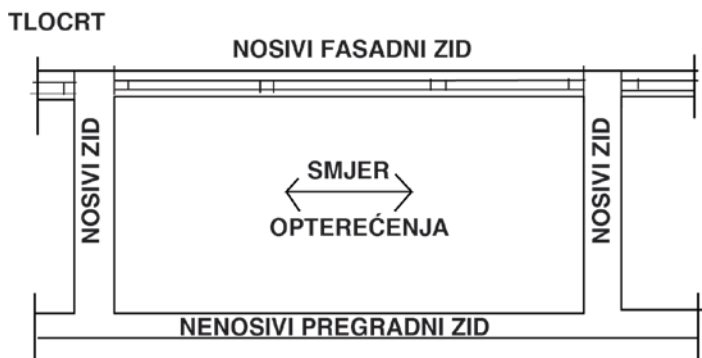 TLOCRT
NOSIVI FASADNI ZID
NOSIVI ZID
SMJER
OPTEREĆENJA
NOSIVI ZID
NENOSIVI PREGRADNI ZID